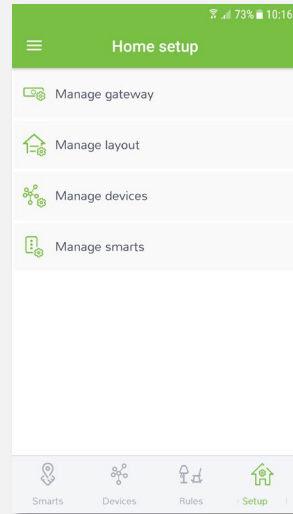 73% 10:16
Home setup
Manage gateway
Manage layout
Manage devices
Manage smarts
Smarts Devices Rules Setup